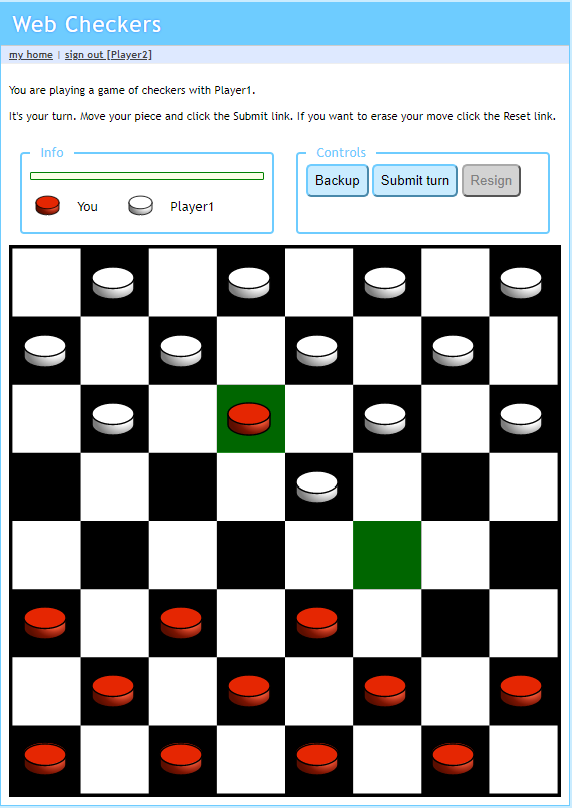 Web Checkers
my home | sign out [Player2]
You are playing a game of checkers with Player1.
It's your turn. Move your piece and click the Submit link. If you want to erase your move click the Reset link.
Info
Controls
You
Player1
Backup
Submit turn
Resign